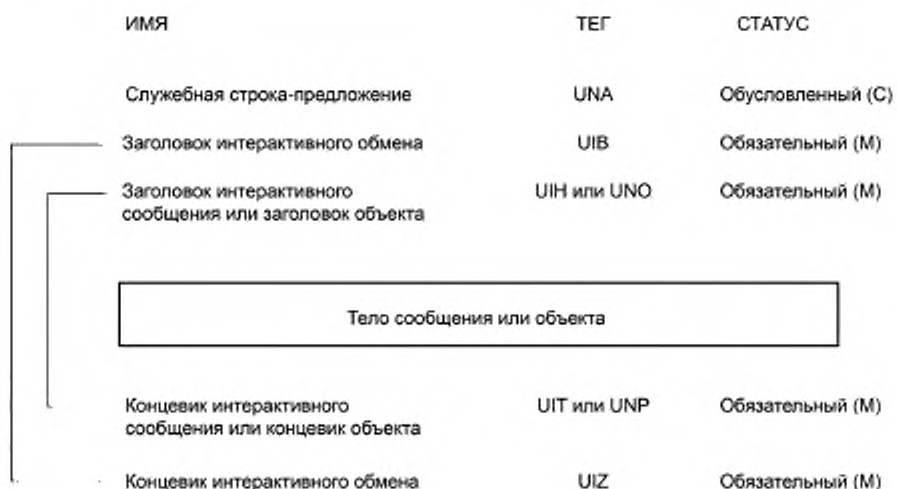 ИМЯ ТЕГ СТАТУС
Служебная строка-предложение UNA Обусловленный (C)
Заголовок интерактивного обмена UIB Обязательный (M)
Заголовок интерактивного UIH или UNO Обязательный (M)
сообщения или заголовок объекта
Тело сообщения или объекта
Концевик интерактивного UIT или UNP Обязательный (M)
сообщения или концевик объекта
Концевик интерактивного обмена UIZ Обязательный (M)